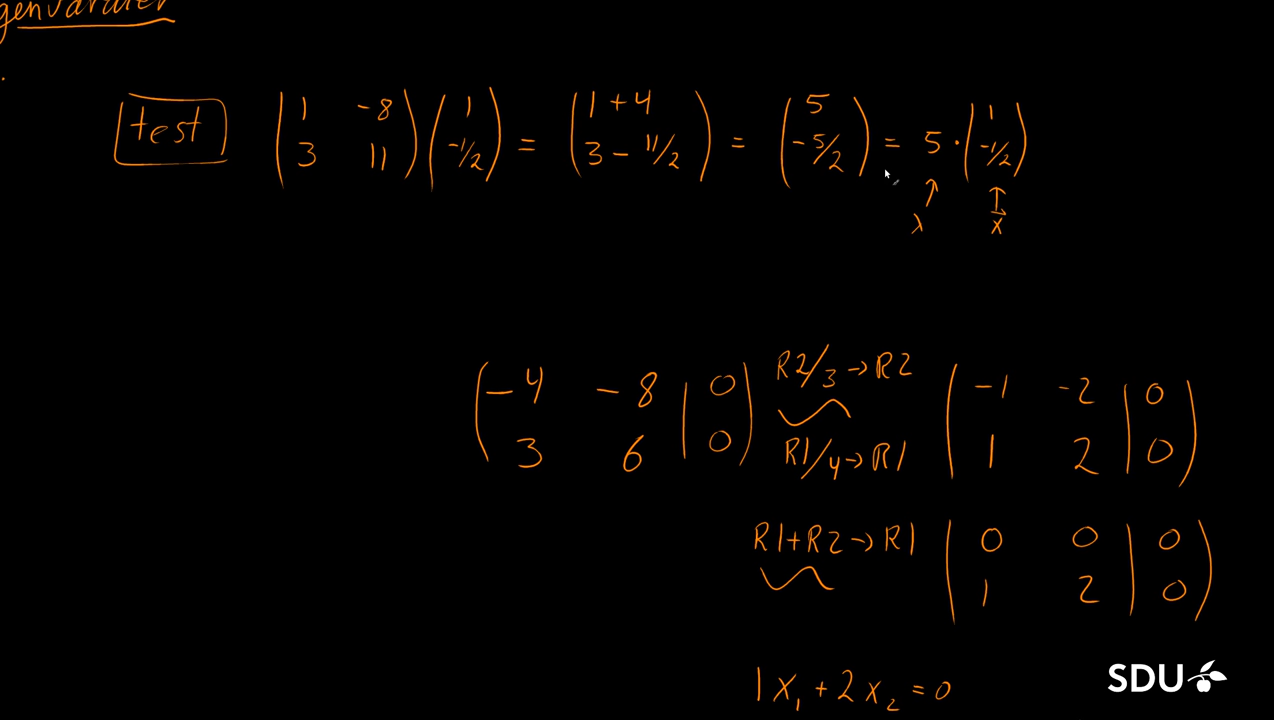 genværdier
test ( 1 -8 ; 3 11 ) ( 1 ; -1/2 ) = ( 1+4 ; 3 - 11/2 ) = ( 5 ; -5/2 ) = 5 · ( 1 ; -1/2 )
↑ ↑
λ x
( -4 -8 | 0 ; 3 6 | 0 ) R2/3→R2 R1/4→R1 ( -1 -2 | 0 ; 1 2 | 0 )
R1+R2→R1 ( 0 0 | 0 ; 1 2 | 0 )
1x₁ + 2x₂ = 0
SDU